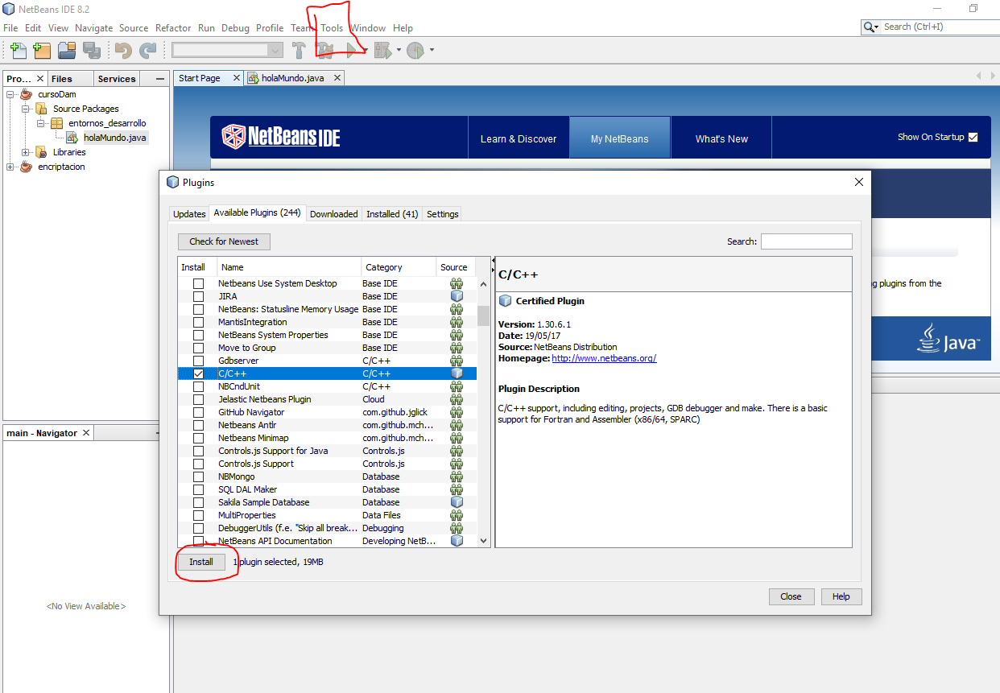 NetBeans IDE 8.2
File Edit View Navigate Source Refactor Run Debug Profile Team Tools Window Help
Search (Ctrl+I)
Pro... Files Services
Start Page holaMundo.java
cursoDam
Source Packages
entornos_desarrollo
holaMundo.java
Libraries
encriptacion
NetBeans IDE
Learn & Discover My NetBeans What's New
Show On Startup
g plugins from the
Java
main - Navigator
<No View Available>
Plugins
Updates Available Plugins (244) Downloaded Installed (41) Settings
Check for Newest Search:
Install Name Category Source
Netbeans Use System Desktop Base IDE
JIRA Base IDE
NetBeans: Statusline Memory Usage Base IDE
MantisIntegration Base IDE
NetBeans System Properties Base IDE
Move to Group Base IDE
Gdbserver C/C++
C/C++ C/C++
NBCndUnit C/C++
Jelastic Netbeans Plugin Cloud
GitHub Navigator com.github.jglick
Netbeans Antlr com.github.mch...
Netbeans Minimap com.github.mch...
Controls.js Support for Java Controls.js
Controls.js Support Controls.js
NBMongo Database
SQL DAL Maker Database
Sakila Sample Database Database
MultiProperties Data Files
DebuggerUtils (f.e. "Skip all break... Debugging
NetBeans API Documentation Developing NetB...
C/C++
Certified Plugin
Version: 1.30.6.1
Date: 19/05/17
Source: NetBeans Distribution
Homepage: http://www.netbeans.org/
Plugin Description
C/C++ support, including editing, projects, GDB debugger and make. There is a basic
support for Fortran and Assembler (x86/64, SPARC)
Install 1 plugin selected, 19MB
Close Help